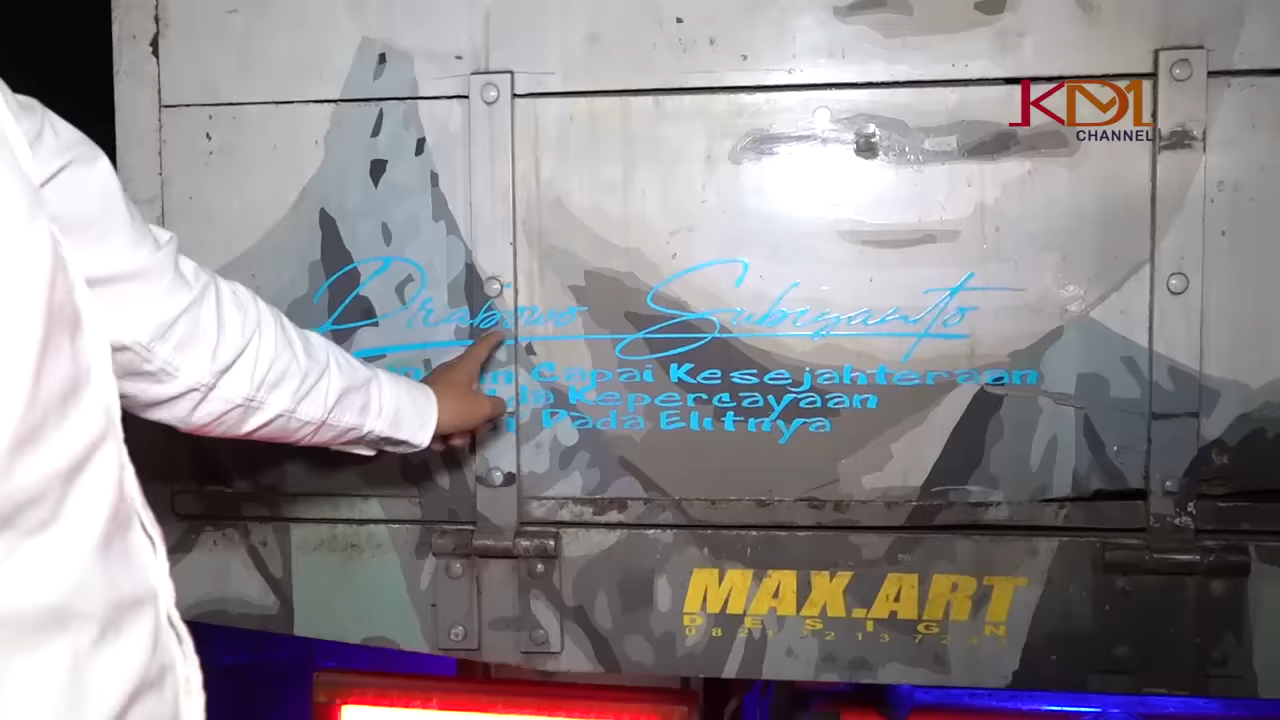 KDM
CHANNEL
Prabowo Subiyanto
Capai Kesejahteraan
Kepercayaan
Pada Elitnya
MAX.ART
DESIGN